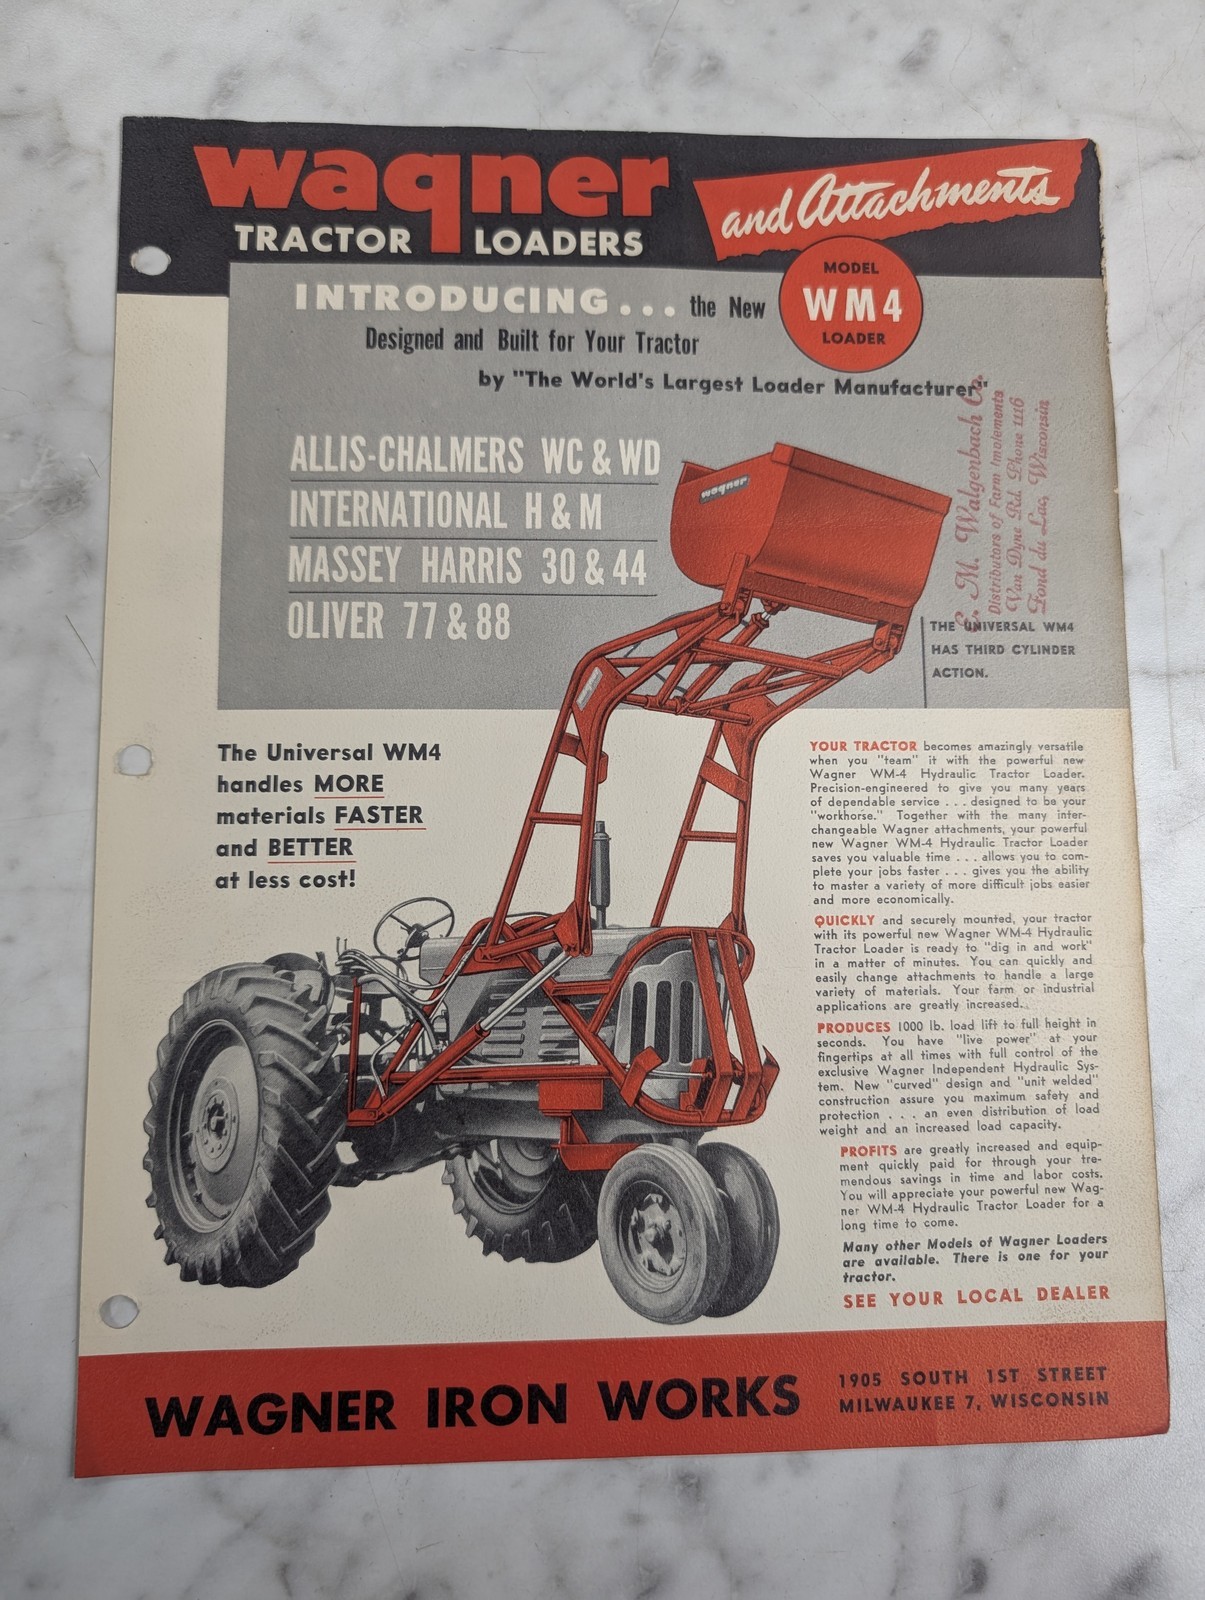 wagner
TRACTOR LOADERS
and Attachments
MODEL
WM4
LOADER
INTRODUCING... the New
Designed and Built for Your Tractor
by "The World's Largest Loader Manufacturer"
ALLIS-CHALMERS WC & WD
INTERNATIONAL H & M
MASSEY HARRIS 30 & 44
OLIVER 77 & 88
wagner
E. M. Walgenbach Co.
Distributors of Farm Implements
Van Dyne Rd. Phone 1116
Fond du Lac, Wisconsin
THE UNIVERSAL WM4
HAS THIRD CYLINDER
ACTION.
The Universal WM4
handles MORE
materials FASTER
and BETTER
at less cost!
YOUR TRACTOR becomes amazingly versatile
when you "team" it with the powerful new
Wagner WM-4 Hydraulic Tractor Loader.
Precision-engineered to give you many years
of dependable service . . . designed to be your
"workhorse." Together with the many inter-
changeable Wagner attachments, your powerful
new Wagner WM-4 Hydraulic Tractor Loader
saves you valuable time . . . allows you to com-
plete your jobs faster . . . gives you the ability
to master a variety of more difficult jobs easier
and more economically.
QUICKLY and securely mounted, your tractor
with its powerful new Wagner WM-4 Hydraulic
Tractor Loader is ready to "dig in and work"
in a matter of minutes. You can quickly and
easily change attachments to handle a large
variety of materials. Your farm or industrial
applications are greatly increased.
PRODUCES 1000 lb. load lift to full height in
seconds. You have "live power" at your
fingertips at all times with full control of the
exclusive Wagner Independent Hydraulic Sys-
tem. New "curved" design and "unit welded"
construction assure you maximum safety and
protection . . . an even distribution of load
weight and an increased load capacity.
PROFITS are greatly increased and equip-
ment quickly paid for through your tre-
mendous savings in time and labor costs.
You will appreciate your powerful new Wag-
ner WM-4 Hydraulic Tractor Loader for a
long time to come.
Many other Models of Wagner Loaders
are available. There is one for your
tractor.
SEE YOUR LOCAL DEALER
WAGNER IRON WORKS
1905 SOUTH 1ST STREET
MILWAUKEE 7, WISCONSIN